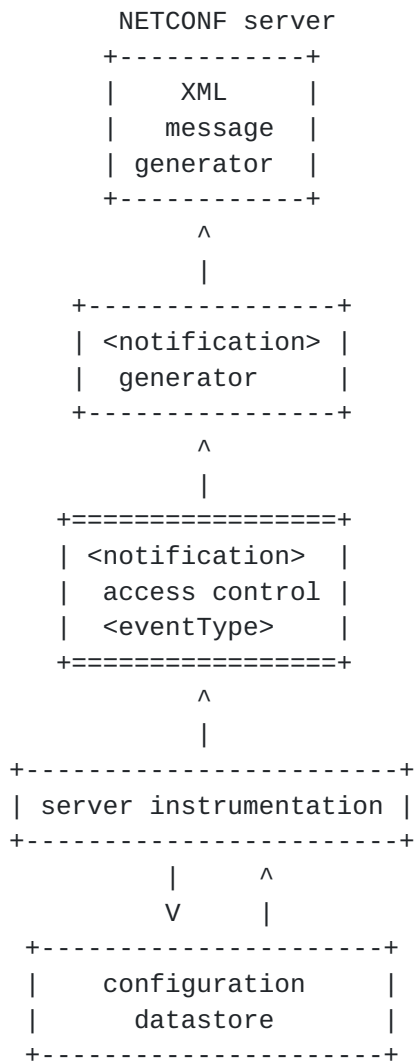 NETCONF server
+------------+
|    XML     |
|   message  |
| generator  |
+------------+
^
|
+----------------+
| <notification> |
|  generator     |
+----------------+
^
|
+=================+
| <notification>  |
|  access control |
|  <eventType>    |
+=================+
^
|
+------------------------+
| server instrumentation |
+------------------------+
|     ^
V     |
+----------------------+
|    configuration     |
|      datastore       |
+----------------------+